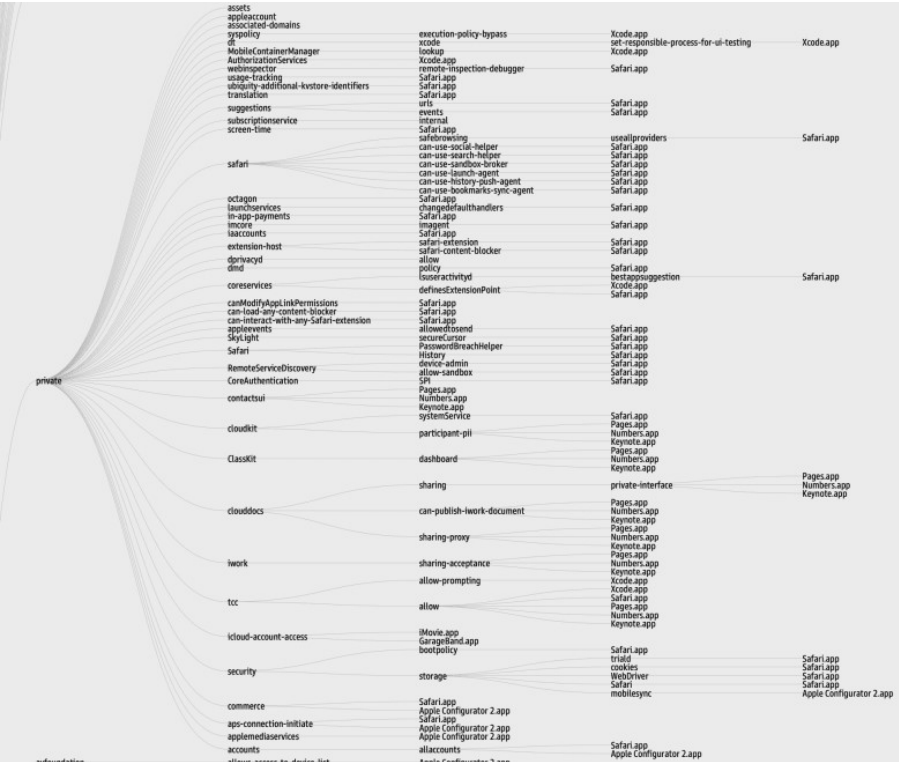 assets
appleaccount
associated-domains
syspolicy execution-policy-bypass Xcode.app
dt xcode set-responsible-process-for-ui-testing Xcode.app
MobileContainerManager lookup Xcode.app
AuthorizationServices Xcode.app
webinspector remote-inspection-debugger Safari.app
usage-tracking Safari.app
ubiquity-additional-kvstore-identifiers Safari.app
translation Safari.app
suggestions urls Safari.app
events Safari.app
subscriptionservice internal
screen-time Safari.app
safari safebrowsing useallproviders Safari.app
can-use-social-helper Safari.app
can-use-search-helper Safari.app
can-use-sandbox-broker Safari.app
can-use-launch-agent Safari.app
can-use-history-push-agent Safari.app
can-use-bookmarks-sync-agent Safari.app
octagon Safari.app
launchservices changedefaulthandlers Safari.app
in-app-payments Safari.app
imcore imagent Safari.app
iaaccounts Safari.app
extension-host safari-extension Safari.app
safari-content-blocker Safari.app
dprivacyd allow
dmd policy Safari.app
coreservices lsuseractivityd bestappsuggestion Safari.app
definesExtensionPoint Xcode.app
Safari.app
canModifyAppLinkPermissions Safari.app
can-load-any-content-blocker Safari.app
can-interact-with-any-Safari-extension Safari.app
appleevents allowedtosend Safari.app
SkyLight secureCursor Safari.app
Safari PasswordBreachHelper Safari.app
History Safari.app
RemoteServiceDiscovery device-admin Safari.app
allow-sandbox Safari.app
private CoreAuthentication SPI Safari.app
contactsui Pages.app
Numbers.app
Keynote.app
cloudkit systemService Safari.app
participant-pii Pages.app
Numbers.app
Keynote.app
ClassKit dashboard Pages.app
Numbers.app
Keynote.app
clouddocs sharing private-interface Pages.app
Numbers.app
Keynote.app
can-publish-iwork-document Pages.app
Numbers.app
Keynote.app
sharing-proxy Pages.app
Numbers.app
Keynote.app
iwork sharing-acceptance Pages.app
Numbers.app
Keynote.app
tcc allow-prompting Xcode.app
allow Xcode.app
Safari.app
Pages.app
Numbers.app
Keynote.app
icloud-account-access iMovie.app
GarageBand.app
security bootpolicy Safari.app
storage triald Safari.app
cookies Safari.app
WebDriver Safari.app
Safari Safari.app
mobilesync Apple Configurator 2.app
commerce Safari.app
Apple Configurator 2.app
aps-connection-initiate Safari.app
Apple Configurator 2.app
applemediaservices Apple Configurator 2.app
accounts allaccounts Safari.app
Apple Configurator 2.app